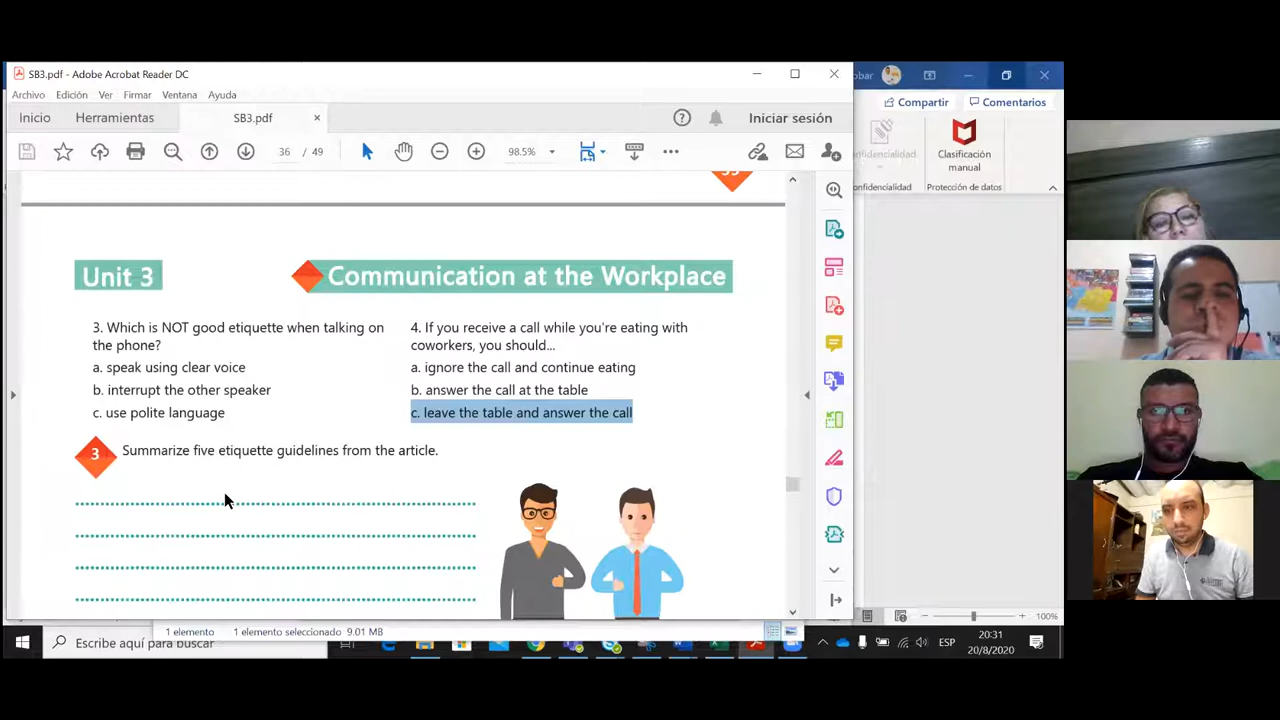 SB3.pdf - Adobe Acrobat Reader DC
obar
Archivo Edición Ver Firmar Ventana Ayuda
Compartir Comentarios
Inicio Herramientas SB3.pdf Iniciar sesión
36 / 49 98.5%
Clasificación
manual
Protección de datos
Unit 3 Communication at the Workplace
3. Which is NOT good etiquette when talking on
the phone?
a. speak using clear voice
b. interrupt the other speaker
c. use polite language
4. If you receive a call while you're eating with
coworkers, you should...
a. ignore the call and continue eating
b. answer the call at the table
c. leave the table and answer the call
3 Summarize five etiquette guidelines from the article.
1 elemento 1 elemento seleccionado 9.01 MB
100%
Escribe aquí para buscar
ESP
20:31
20/8/2020